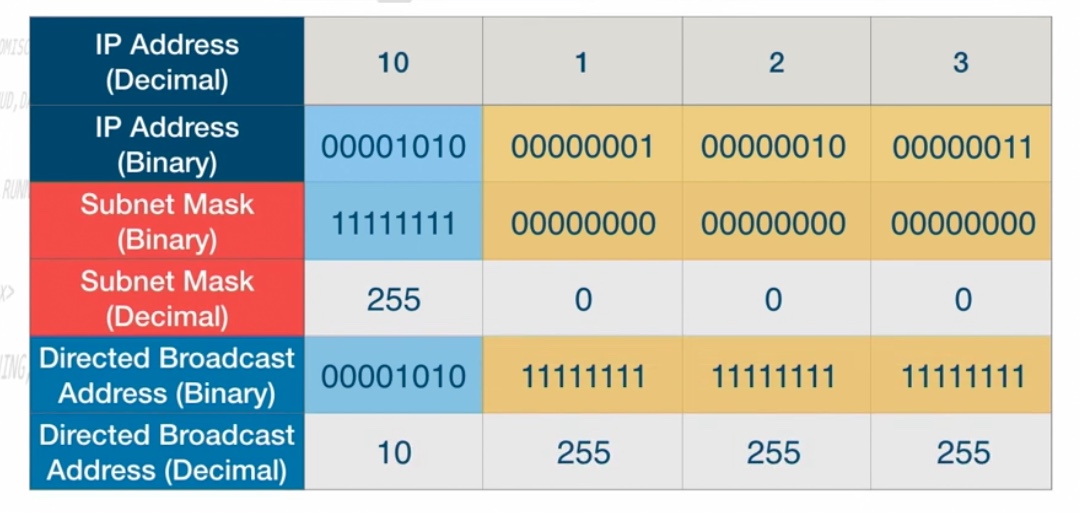 IP Address
(Decimal)
10 1 2 3
IP Address
(Binary)
00001010 00000001 00000010 00000011
Subnet Mask
(Binary)
11111111 00000000 00000000 00000000
Subnet Mask
(Decimal)
255 0 0 0
Directed Broadcast
Address (Binary)
00001010 11111111 11111111 11111111
Directed Broadcast
Address (Decimal)
10 255 255 255